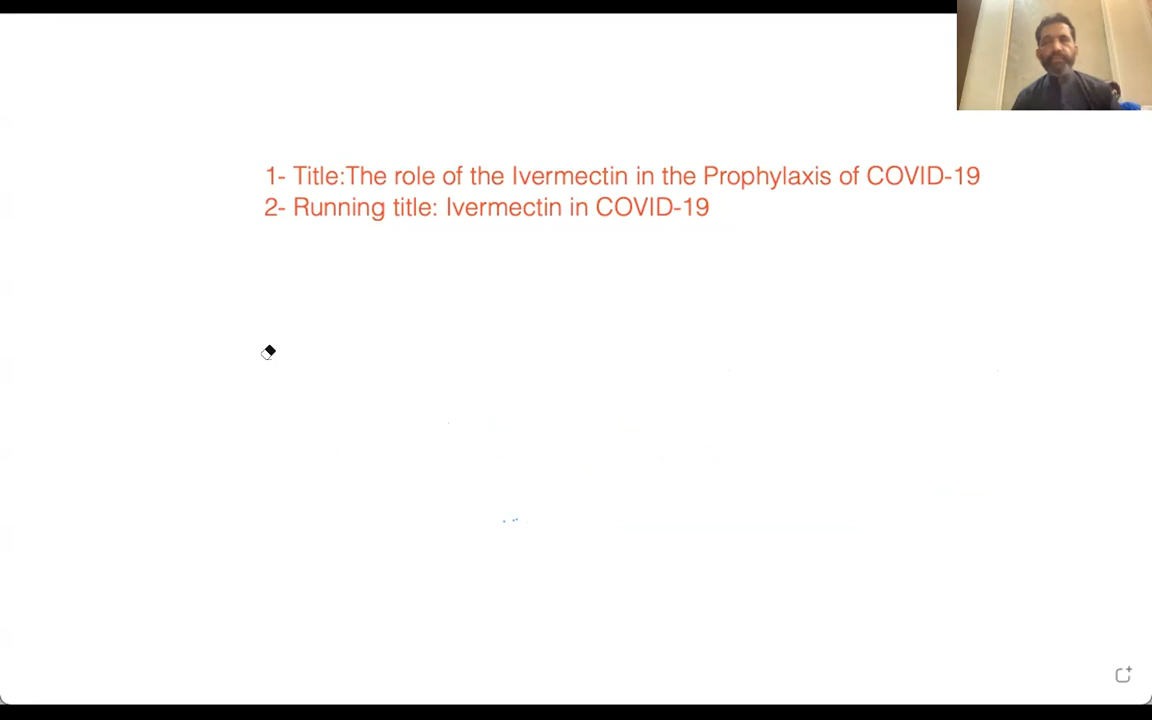 1- Title:The role of the Ivermectin in the Prophylaxis of COVID-19
2- Running title: Ivermectin in COVID-19